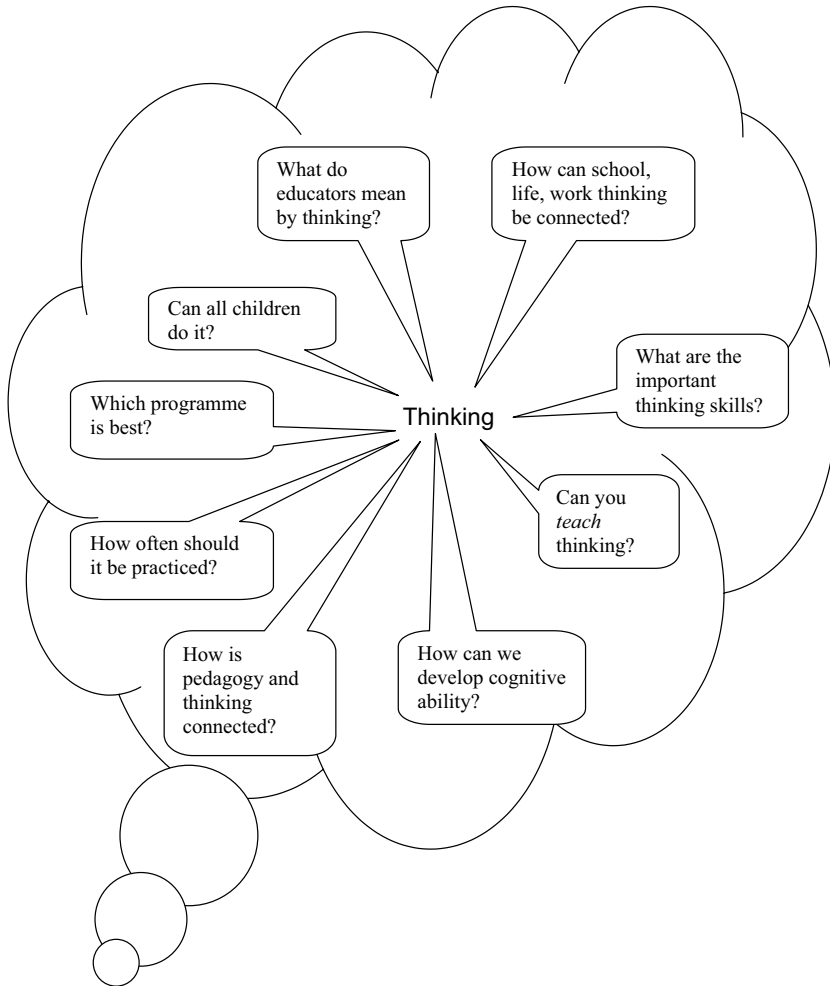 What do
educators mean
by thinking?
How can school,
life, work thinking
be connected?
Can all children
do it?
What are the
important
thinking skills?
Which programme
is best?
Thinking
Can you
teach
thinking?
How often should
it be practiced?
How is
pedagogy and
thinking
connected?
How can we
develop cognitive
ability?